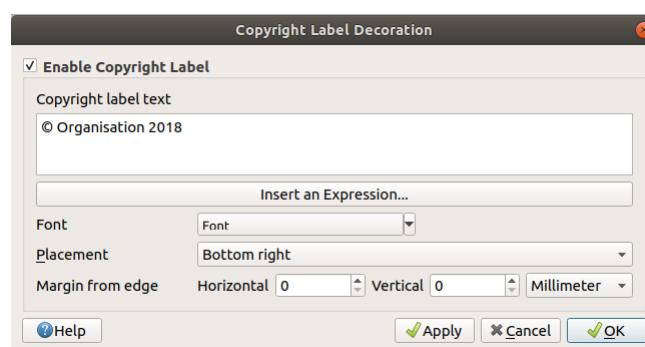 Copyright Label Decoration
Enable Copyright Label
Copyright label text
© Organisation 2018
Insert an Expression...
Font Font
Placement Bottom right
Margin from edge Horizontal 0 Vertical 0 Millimeter
Help Apply Cancel OK